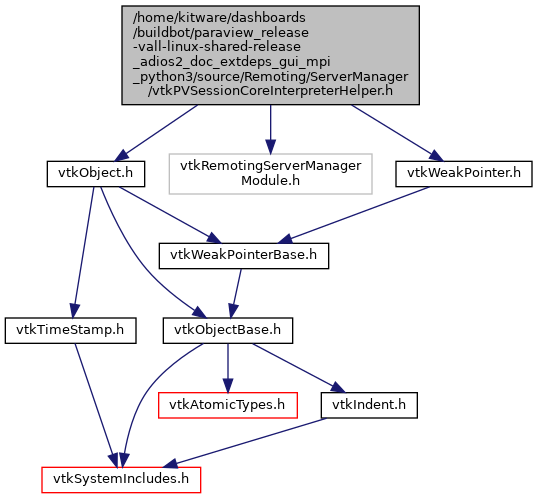 /home/kitware/dashboards
/buildbot/paraview_release
-vall-linux-shared-release
_adios2_doc_extdeps_gui_mpi
_python3/source/Remoting/ServerManager
/vtkPVSessionCoreInterpreterHelper.h
vtkObject.h
vtkRemotingServerManager
Module.h
vtkWeakPointer.h
vtkWeakPointerBase.h
vtkTimeStamp.h
vtkObjectBase.h
vtkAtomicTypes.h
vtkIndent.h
vtkSystemIncludes.h